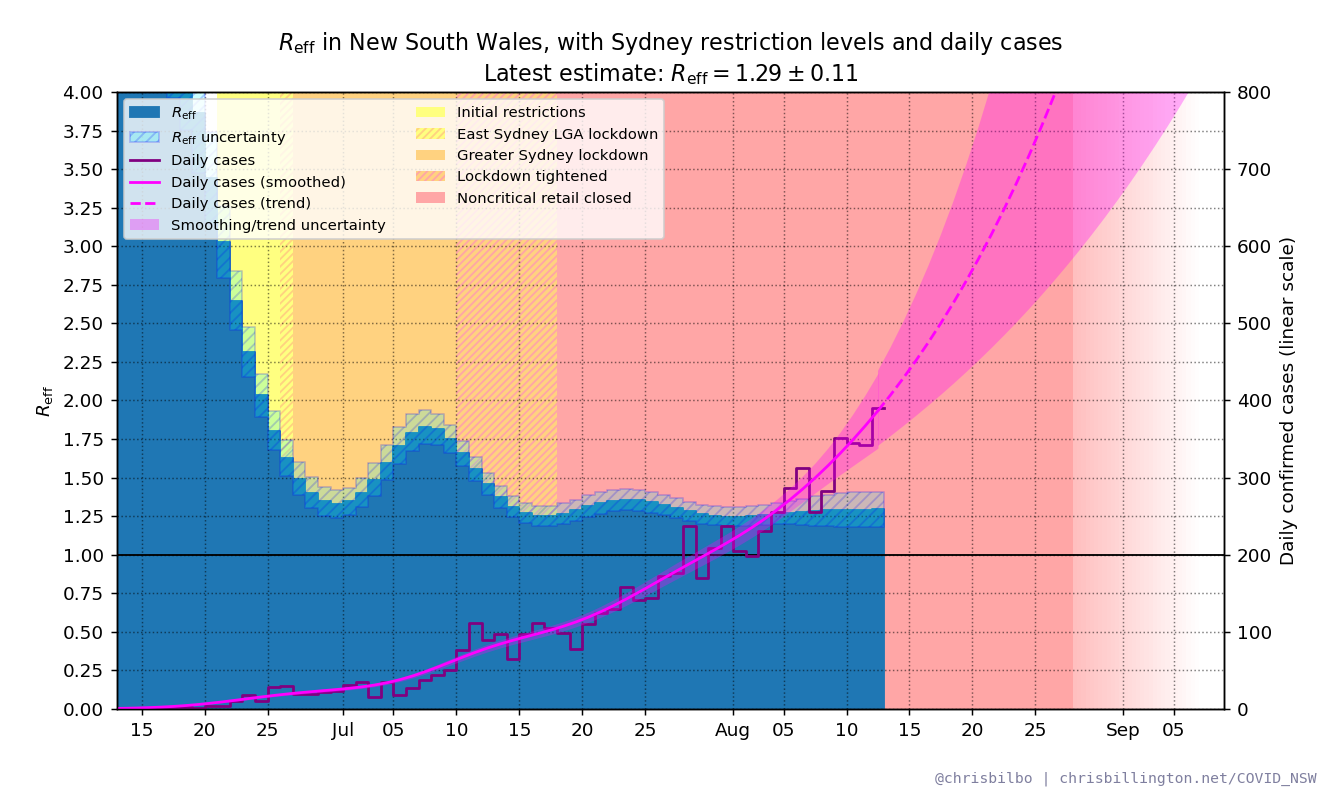 R_eff in New South Wales, with Sydney restriction levels and daily cases
Latest estimate: R_eff = 1.29 ± 0.11
R_eff
R_eff uncertainty
Daily cases
Daily cases (smoothed)
Daily cases (trend)
Smoothing/trend uncertainty
Initial restrictions
East Sydney LGA lockdown
Greater Sydney lockdown
Lockdown tightened
Noncritical retail closed
4.00
3.75
3.50
3.25
3.00
2.75
2.50
2.25
2.00
1.75
1.50
1.25
1.00
0.75
0.50
0.25
0.00
R_eff
800
700
600
500
400
300
200
100
0
Daily confirmed cases (linear scale)
15 20 25 Jul 05 10 15 20 25 Aug 05 10 15 20 25 Sep 05
@chrisbilbo | chrisbillington.net/COVID_NSW